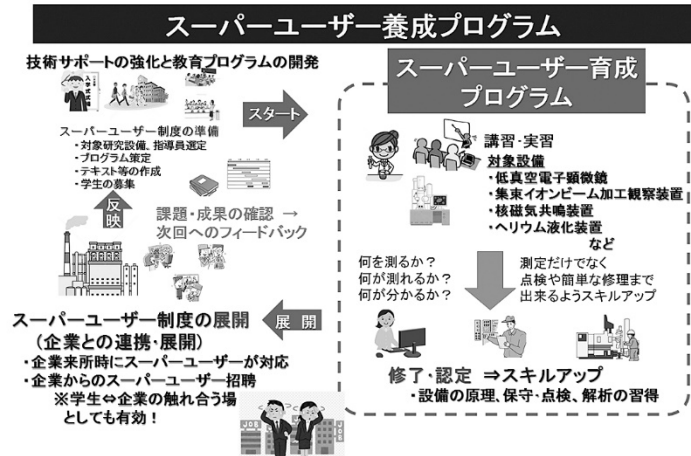 スーパーユーザー養成プログラム
技術サポートの強化と教育プログラムの開発
入学式式場
スーパーユーザー制度の準備
・対象研究設備、指導員選定
・プログラム策定
・テキスト等の作成
・学生の募集
スタート
反映
課題・成果の確認 →
次回へのフィードバック
スーパーユーザー制度の展開
（企業との連携・展開）
・企業来所時にスーパーユーザーが対応
・企業からのスーパーユーザー招聘
※学生⇔企業の触れ合う場
としても有効！
展 開
JOB
JOB
スーパーユーザー育成
プログラム
講習・実習
対象設備
・低真空電子顕微鏡
・集束イオンビーム加工観察装置
・核磁気共鳴装置
・ヘリウム液化装置
など
何を測るか？
何が測れるか？
何が分かるか？
測定だけでなく
点検や簡単な修理まで
出来るようスキルアップ
修了・認定 ⇒スキルアップ
・設備の原理、保守・点検、解析の習得